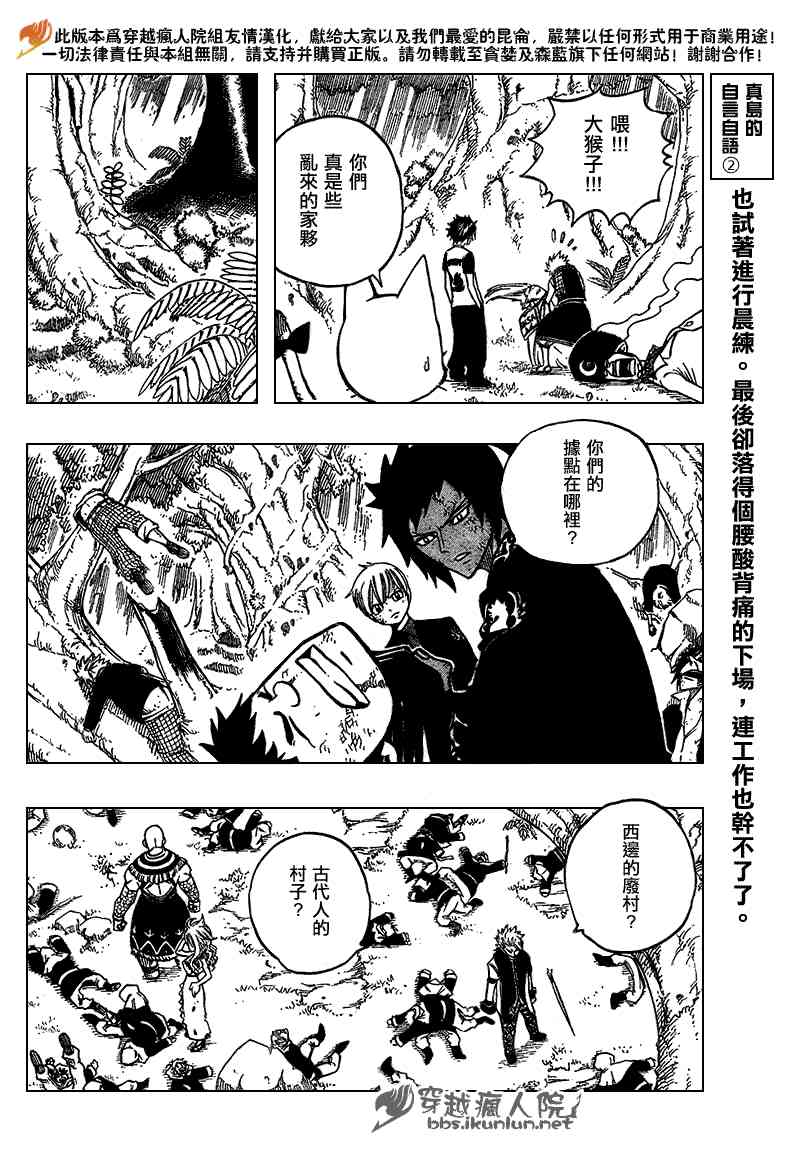 此版本爲穿越瘋人院組友情漢化，獻給大家以及我們最愛的昆侖，嚴禁以任何形式用于商業用途！
一切法律責任與本組無關，請支持并購買正版。請勿轉載至貪婪及森藍旗下任何網站！謝謝合作！
真島的
自言自語②
也試著進行晨練。最後卻落得個腰酸背痛的下場，連工作也幹不了了。
喂!!!
大猴子!!!
你們
真是些
亂來的家夥
你們的
據點在哪裡？
西邊的廢村？
古代人的
村子？
穿越瘋人院
bbs.ikunlun.net